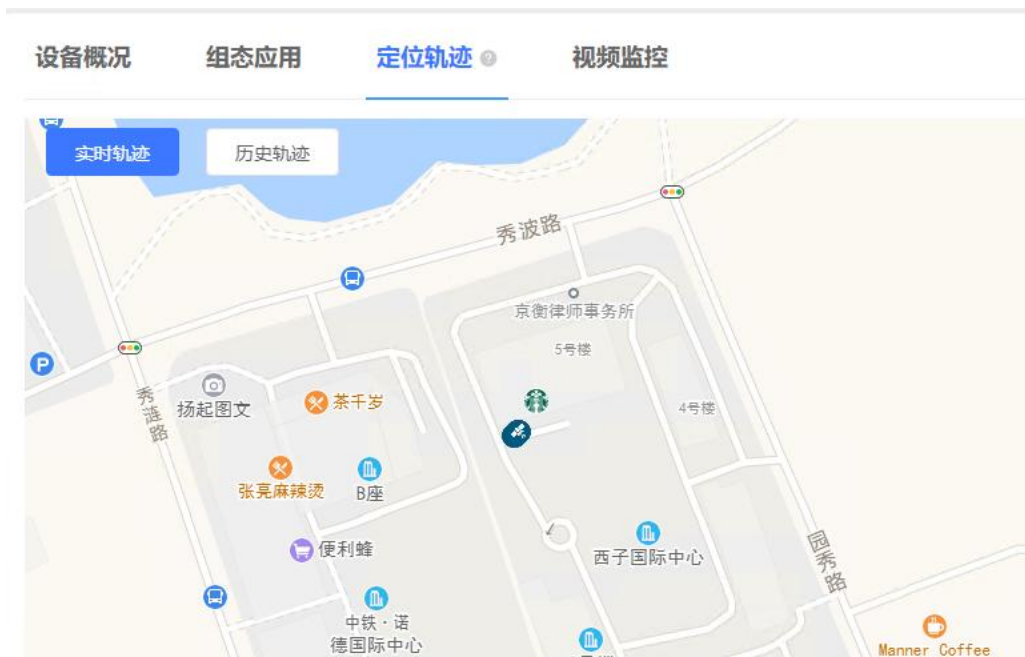 设备概况
组态应用
定位轨迹
视频监控
实时轨迹
历史轨迹
秀波路
京衡律师事务所
5号楼
P
秀涟路
扬起图文
茶千岁
4号楼
张亮麻辣烫
B座
便利蜂
西子国际中心
园秀路
中铁·诺
德国际中心
Manner Coffee